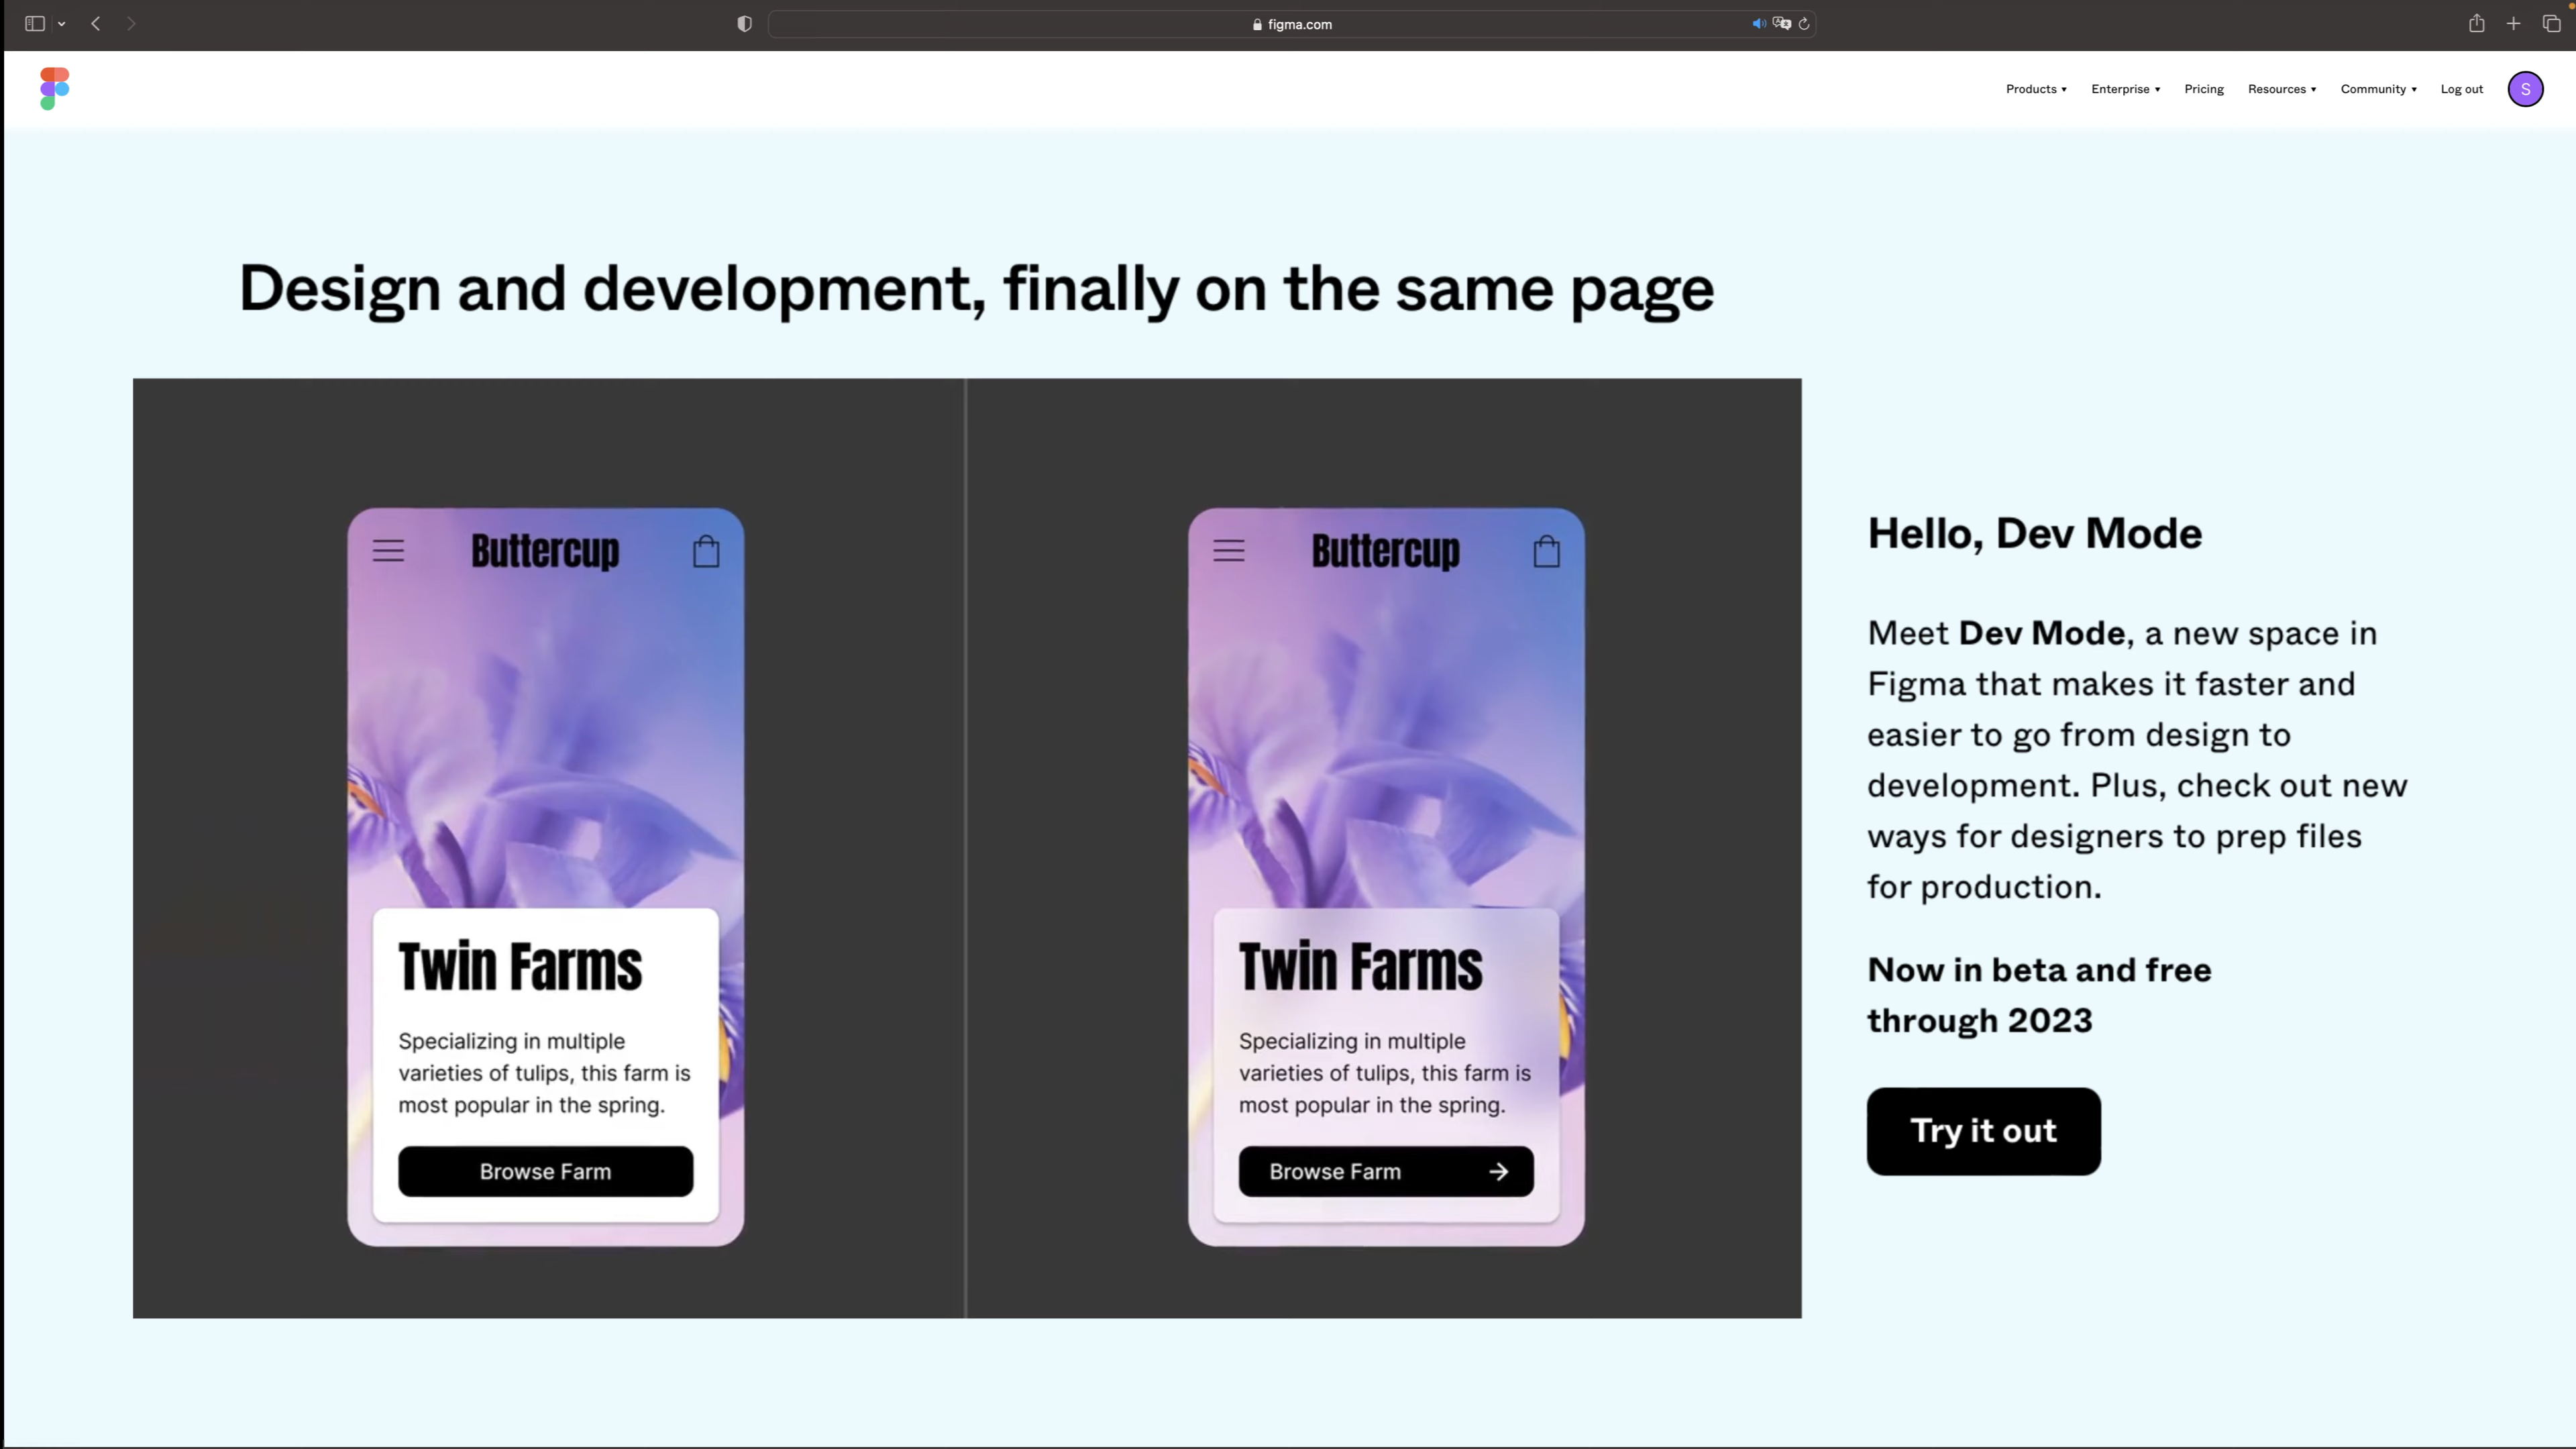 figma.com
Products
Enterprise
Pricing
Resources
Community
Log out
S
Design and development, finally on the same page
Buttercup
Twin Farms
Specializing in multiple
varieties of tulips, this farm is
most popular in the spring.
Browse Farm
Buttercup
Twin Farms
Specializing in multiple
varieties of tulips, this farm is
most popular in the spring.
Browse Farm →
Hello, Dev Mode
Meet Dev Mode, a new space in
Figma that makes it faster and
easier to go from design to
development. Plus, check out new
ways for designers to prep files
for production.
Now in beta and free
through 2023
Try it out